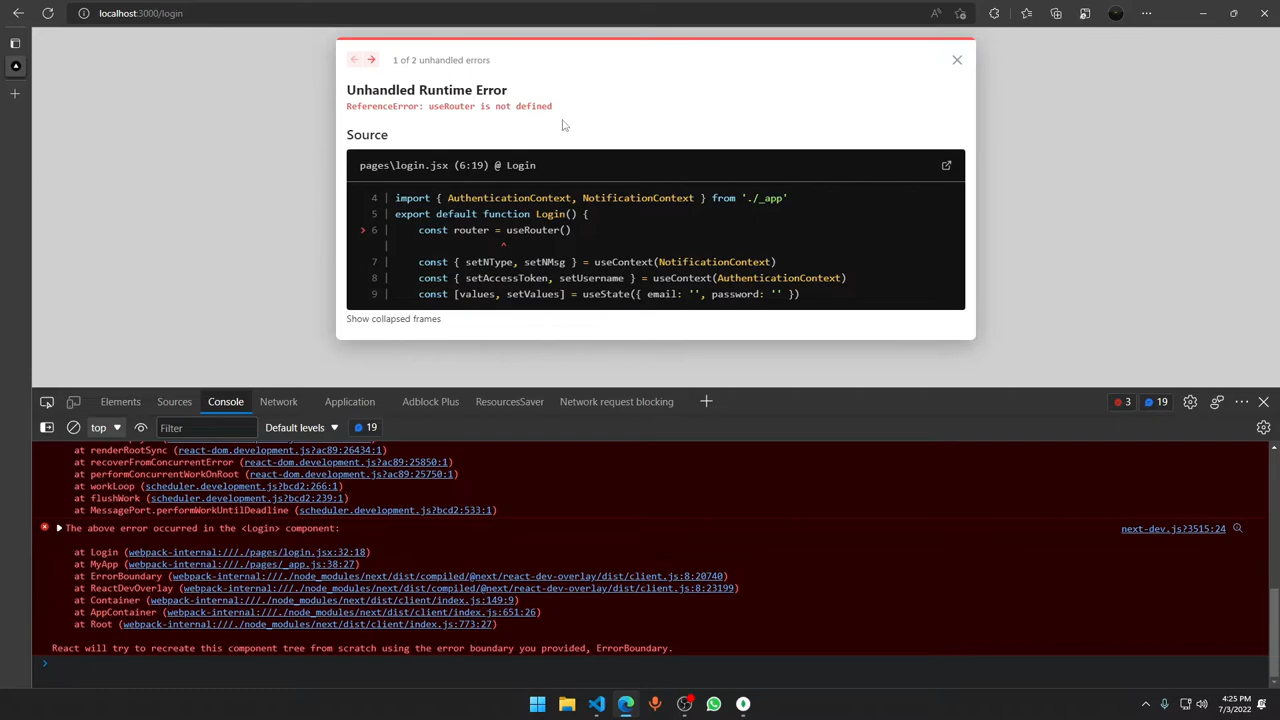 localhost:3000/login
1 of 2 unhandled errors
Unhandled Runtime Error
ReferenceError: useRouter is not defined
Source
pages\login.jsx (6:19) @ Login
4 | import { AuthenticationContext, NotificationContext } from './_app'
5 | export default function Login() {
> 6 | const router = useRouter()
| ^
7 | const { setNType, setNMsg } = useContext(NotificationContext)
8 | const { setAccessToken, setUsername } = useContext(AuthenticationContext)
9 | const [values, setValues] = useState({ email: '', password: '' })
Show collapsed frames
Elements Sources Console Network Application Adblock Plus ResourcesSaver Network request blocking 3 19
top Filter Default levels 19
at renderRootSync (react-dom.development.js?ac89:26434:1)
at recoverFromConcurrentError (react-dom.development.js?ac89:25850:1)
at performConcurrentWorkOnRoot (react-dom.development.js?ac89:25750:1)
at workLoop (scheduler.development.js?bcd2:266:1)
at flushWork (scheduler.development.js?bcd2:239:1)
at MessagePort.performWorkUntilDeadline (scheduler.development.js?bcd2:533:1)
The above error occurred in the <Login> component: next-dev.js?3515:24
at Login (webpack-internal:///./pages/login.jsx:32:18)
at MyApp (webpack-internal:///./pages/_app.js:38:27)
at ErrorBoundary (webpack-internal:///./node_modules/next/dist/compiled/@next/react-dev-overlay/dist/client.js:8:20740)
at ReactDevOverlay (webpack-internal:///./node_modules/next/dist/compiled/@next/react-dev-overlay/dist/client.js:8:23199)
at Container (webpack-internal:///./node_modules/next/dist/client/index.js:149:9)
at AppContainer (webpack-internal:///./node_modules/next/dist/client/index.js:651:26)
at Root (webpack-internal:///./node_modules/next/dist/client/index.js:773:27)
React will try to recreate this component tree from scratch using the error boundary you provided, ErrorBoundary.
4:25 PM
7/3/2022